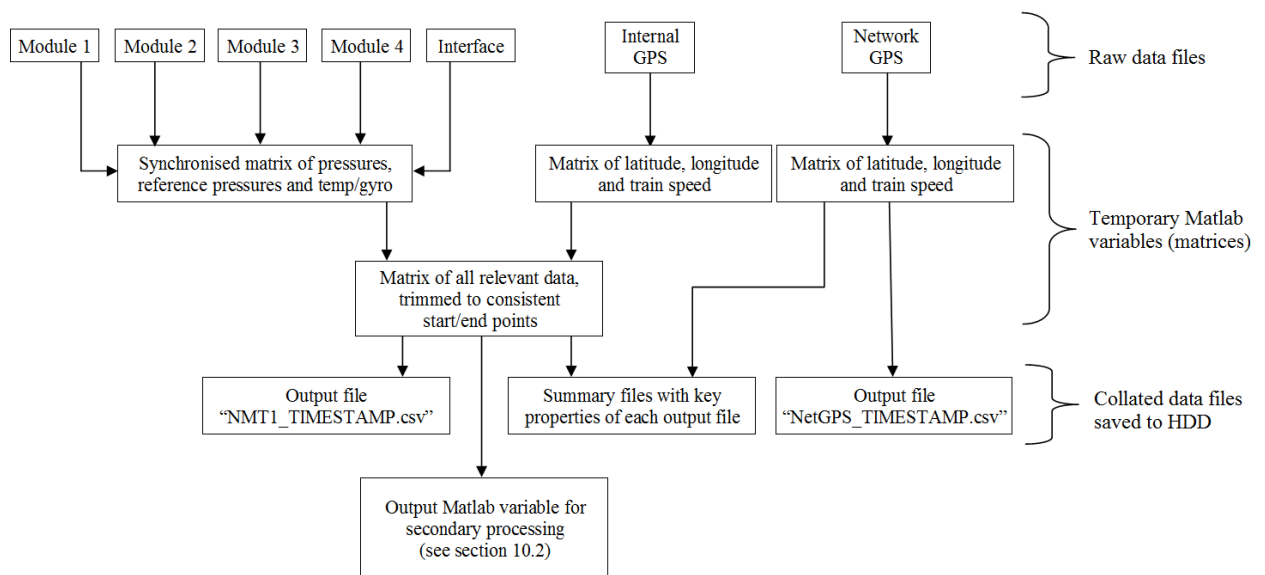 Module 1
Module 2
Module 3
Module 4
Interface
Internal
GPS
Network
GPS
Raw data files
Synchronised matrix of pressures,
reference pressures and temp/gyro
Matrix of latitude, longitude
and train speed
Matrix of latitude, longitude
and train speed
Temporary Matlab
variables (matrices)
Matrix of all relevant data,
trimmed to consistent
start/end points
Output file
“NMT1_TIMESTAMP.csv”
Summary files with key
properties of each output file
Output file
“NetGPS_TIMESTAMP.csv”
Collated data files
saved to HDD
Output Matlab variable for
secondary processing
(see section 10.2)